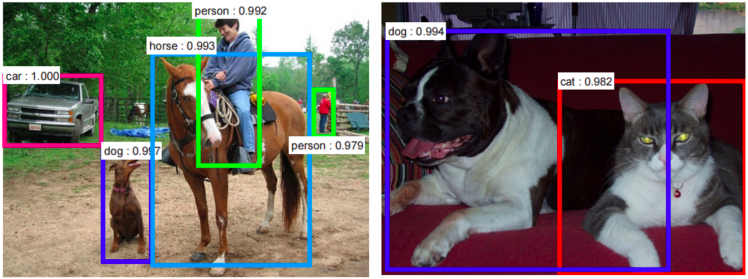 person : 0.992
horse : 0.993
car : 1.000
dog : 0.997
person : 0.979
dog : 0.994
cat : 0.982